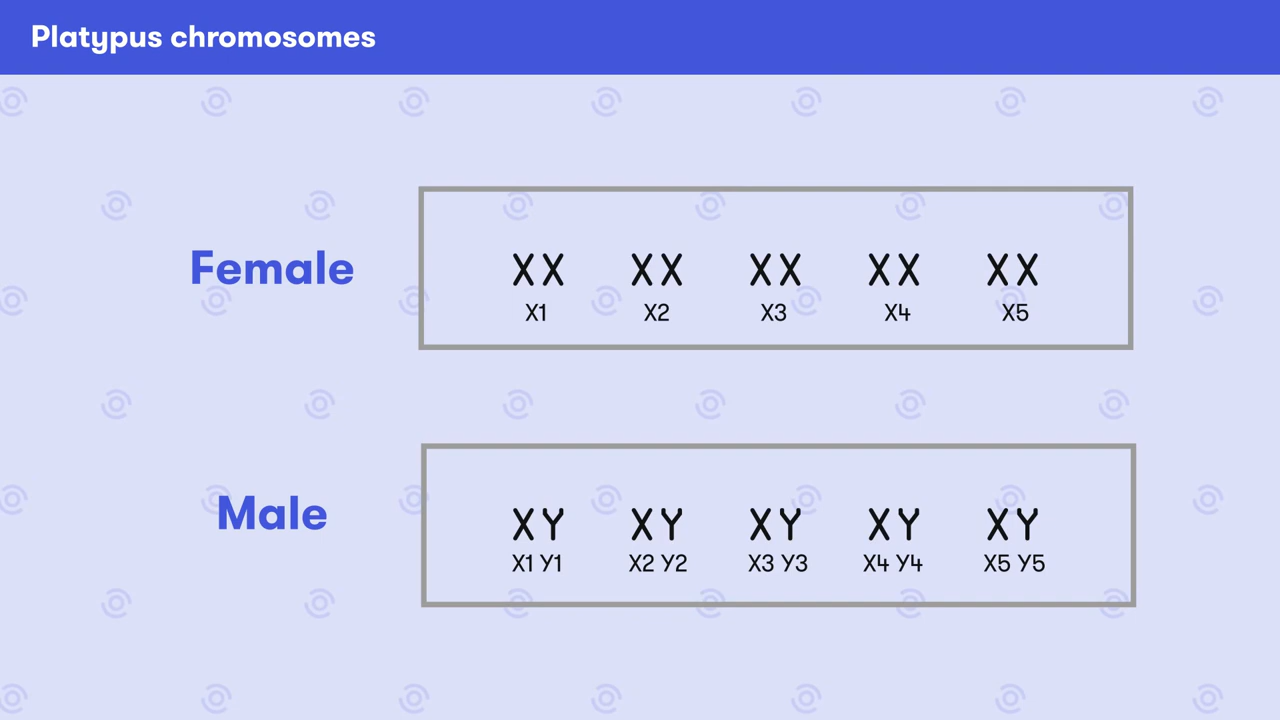 Platypus chromosomes
Female
XX XX XX XX XX
X1 X2 X3 X4 X5
Male
XY XY XY XY XY
X1 Y1 X2 Y2 X3 Y3 X4 Y4 X5 Y5